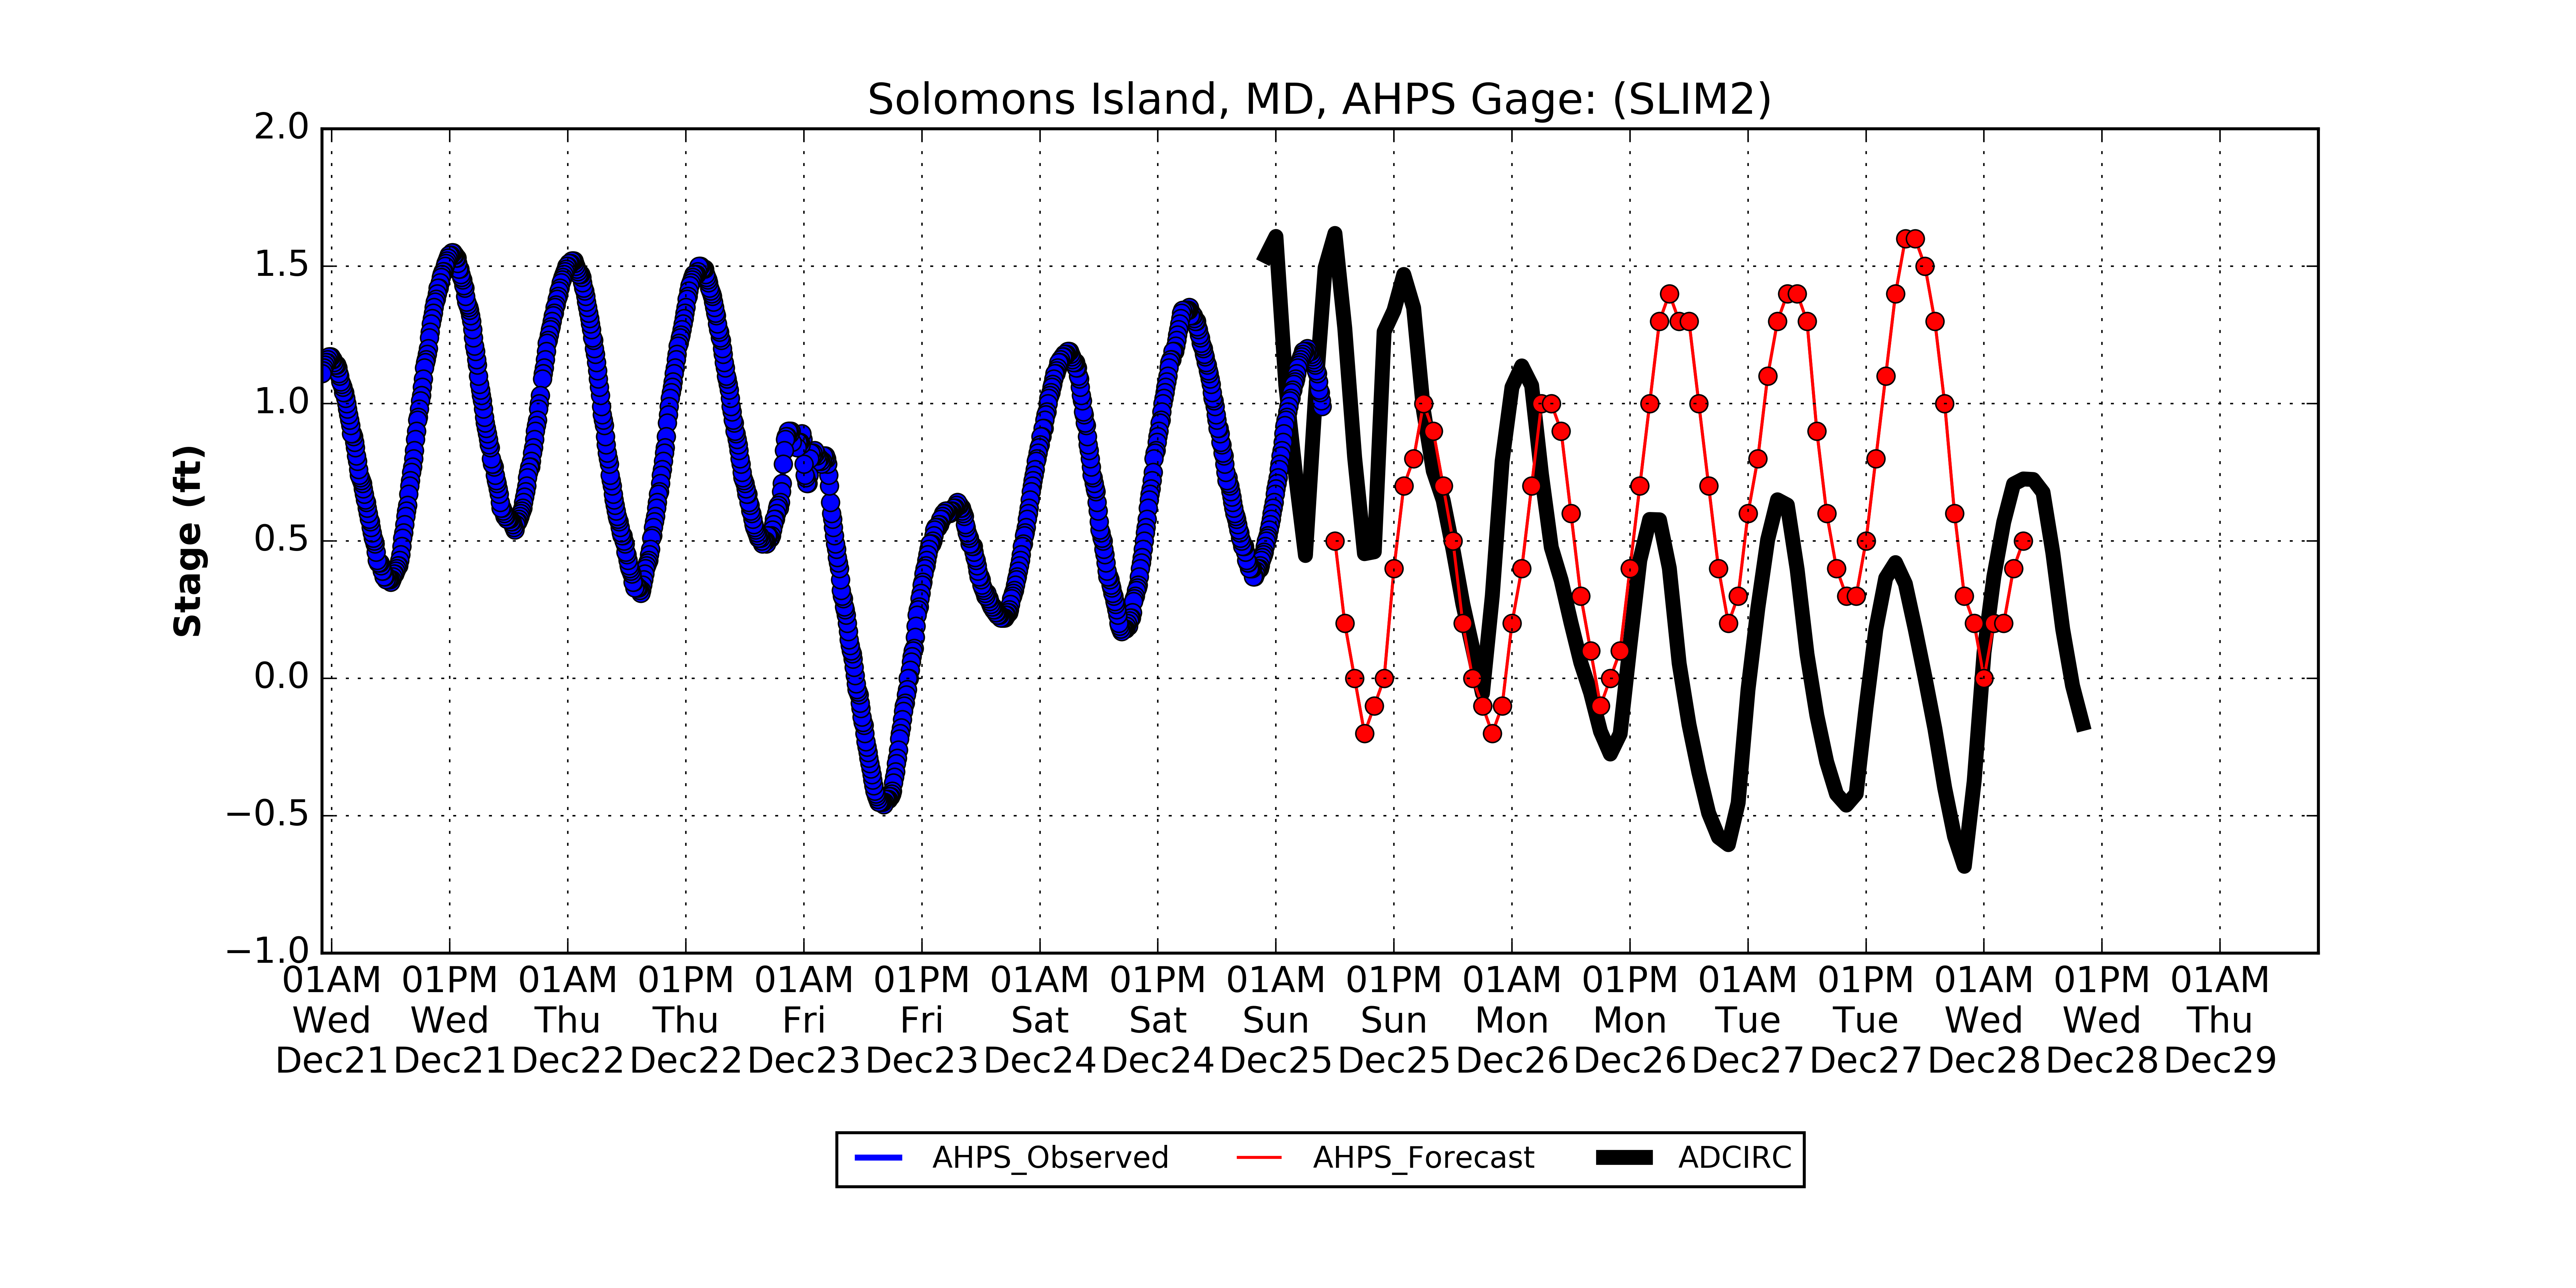 Solomons Island, MD, AHPS Gage: (SLIM2)
Stage (ft)
2.0
1.5
1.0
0.5
0.0
−0.5
−1.0
01AM 01PM 01AM 01PM 01AM 01PM 01AM 01PM 01AM 01PM 01AM 01PM 01AM 01PM 01AM 01PM 01AM
Wed Wed Thu Thu Fri Fri Sat Sat Sun Sun Mon Mon Tue Tue Wed Wed Thu
Dec21 Dec21 Dec22 Dec22 Dec23 Dec23 Dec24 Dec24 Dec25 Dec25 Dec26 Dec26 Dec27 Dec27 Dec28 Dec28 Dec29
AHPS_Observed AHPS_Forecast ADCIRC